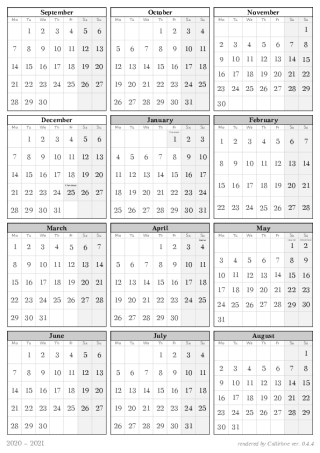 September
Mo Tu We Th Fr Sa Su
1 2 3 4 5 6
7 8 9 10 11 12 13
14 15 16 17 18 19 20
21 22 23 24 25 26 27
28 29 30
October
Mo Tu We Th Fr Sa Su
1 2 3 4
5 6 7 8 9 10 11
12 13 14 15 16 17 18
19 20 21 22 23 24 25
26 27 28 29 30 31
November
Mo Tu We Th Fr Sa Su
1
2 3 4 5 6 7 8
9 10 11 12 13 14 15
16 17 18 19 20 21 22
23 24 25 26 27 28 29
30
December
Mo Tu We Th Fr Sa Su
1 2 3 4 5 6
7 8 9 10 11 12 13
14 15 16 17 18 19 20
21 22 23 24 25 26 27
28 29 30 31
January
Mo Tu We Th Fr Sa Su
1 2 3
4 5 6 7 8 9 10
11 12 13 14 15 16 17
18 19 20 21 22 23 24
25 26 27 28 29 30 31
February
Mo Tu We Th Fr Sa Su
1 2 3 4 5 6 7
8 9 10 11 12 13 14
15 16 17 18 19 20 21
22 23 24 25 26 27 28
March
Mo Tu We Th Fr Sa Su
1 2 3 4 5 6 7
8 9 10 11 12 13 14
15 16 17 18 19 20 21
22 23 24 25 26 27 28
29 30 31
April
Mo Tu We Th Fr Sa Su
1 2 3 4
5 6 7 8 9 10 11
12 13 14 15 16 17 18
19 20 21 22 23 24 25
26 27 28 29 30
May
Mo Tu We Th Fr Sa Su
1 2
3 4 5 6 7 8 9
10 11 12 13 14 15 16
17 18 19 20 21 22 23
24 25 26 27 28 29 30
31
June
Mo Tu We Th Fr Sa Su
1 2 3 4 5 6
7 8 9 10 11 12 13
14 15 16 17 18 19 20
21 22 23 24 25 26 27
28 29 30
July
Mo Tu We Th Fr Sa Su
1 2 3 4
5 6 7 8 9 10 11
12 13 14 15 16 17 18
19 20 21 22 23 24 25
26 27 28 29 30 31
August
Mo Tu We Th Fr Sa Su
1
2 3 4 5 6 7 8
9 10 11 12 13 14 15
16 17 18 19 20 21 22
23 24 25 26 27 28 29
30 31
2020 – 2021
rendered by Callirhoe ver. 0.4.4